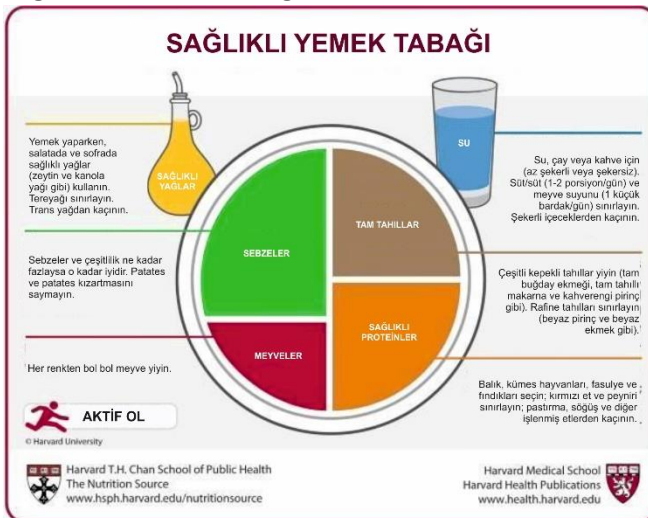 SAĞLIKLI YEMEK TABAĞI
Yemek yaparken,
salatada ve sofrada
sağlıklı yağlar
(zeytin ve kanola
yağı gibi) kullanın.
Tereyağı sınırlayın.
Trans yağdan kaçının.
SAĞLIKLI
YAĞLAR
SU
Su, çay veya kahve için
(az şekerli veya şekersiz).
Süt/süt (1-2 porsiyon/gün) ve
meyve suyunu (1 küçük
bardak/gün) sınırlayın.
Şekerli içeceklerden kaçının.
SEBZELER
TAM TAHILLAR
Sebzeler ve çeşitlilik ne kadar
fazlaysa o kadar iyidir. Patates
ve patates kızartmasını
saymayın.
Çeşitli kepekli tahıllar yiyin (tam
buğday ekmeği, tam tahıllı
makarna ve kahverengi pirinç
gibi). Rafine tahılları sınırlayın
(beyaz pirinç ve beyaz
ekmek gibi).
MEYVELER
SAĞLIKLI
PROTEİNLER
Her renkten bol bol meyve yiyin.
Balık, kümes hayvanları, fasulye ve
fındıkları seçin; kırmızı et ve peyniri
sınırlayın; pastırma, söğüş ve diğer
işlenmiş etlerden kaçının.
AKTİF OL
© Harvard University
Harvard T.H. Chan School of Public Health
The Nutrition Source
www.hsph.harvard.edu/nutritionsource
Harvard Medical School
Harvard Health Publications
www.health.harvard.edu